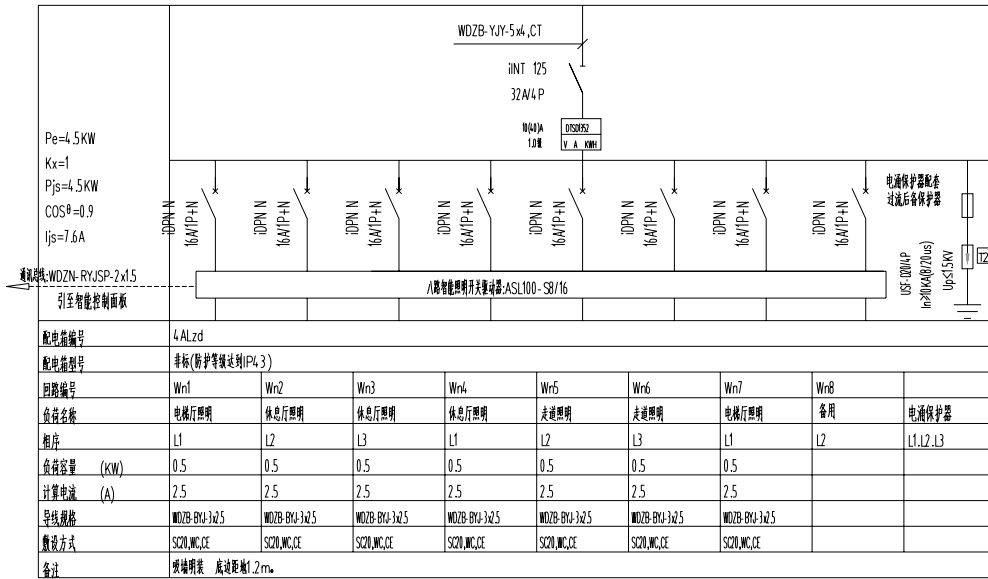 WDZB-YJY-5x4,CT
iINT 125
32A/4P
10(40)A
1.0级
DTSD1352
V A KWH
Pe=4.5KW
Kx=1
Pjs=4.5KW
COSθ=0.9
Ijs=7.6A
iDPN N
16A/1P+N
iDPN N
16A/1P+N
iDPN N
16A/1P+N
iDPN N
16A/1P+N
iDPN N
16A/1P+N
iDPN N
16A/1P+N
iDPN N
16A/1P+N
iDPN N
16A/1P+N
电涌保护器配套
过流后备保护器
T2
USF-D20/4P
In≥10KA(8/20us)
Up≤1.5KV
通讯总线:WDZN-RYJSP-2x1.5
引至智能控制面板
八路智能照明开关驱动器:ASL100-S8/16
配电箱编号 4ALzd
配电箱型号 非标(防护等级达到IP43)
回路编号 Wn1 Wn2 Wn3 Wn4 Wn5 Wn6 Wn7 Wn8
负荷名称 电梯厅照明 休息厅照明 休息厅照明 休息厅照明 走道照明 走道照明 电梯厅照明 备用 电涌保护器
相序 L1 L2 L3 L1 L2 L3 L1 L2 L1.L2.L3
负荷容量 (KW) 0.5 0.5 0.5 0.5 0.5 0.5 0.5
计算电流 (A) 2.5 2.5 2.5 2.5 2.5 2.5 2.5
导线规格 WDZB-BYJ-3x2.5 WDZB-BYJ-3x2.5 WDZB-BYJ-3x2.5 WDZB-BYJ-3x2.5 WDZB-BYJ-3x2.5 WDZB-BYJ-3x2.5 WDZB-BYJ-3x2.5
敷设方式 SC20,WC,CE SC20,WC,CE SC20,WC,CE SC20,WC,CE SC20,WC,CE SC20,WC,CE SC20,WC,CE
备注 嵌墙明装 底边距地1.2m。